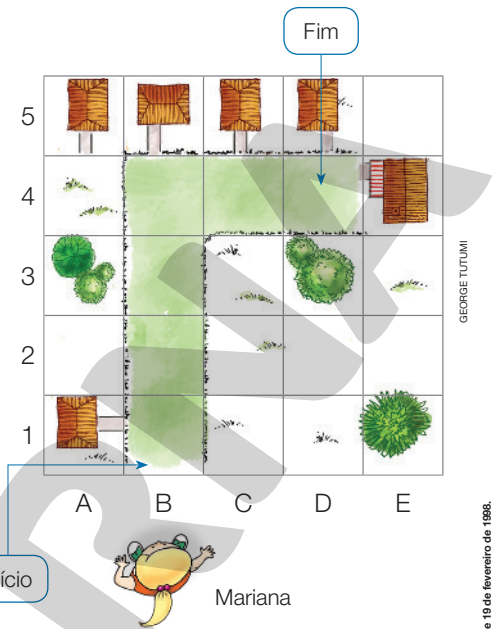 Fim
5
4
3
2
1
A B C D E
ício
Mariana
GEORGE TUTUMI
e 19 de fevereiro de 1998.